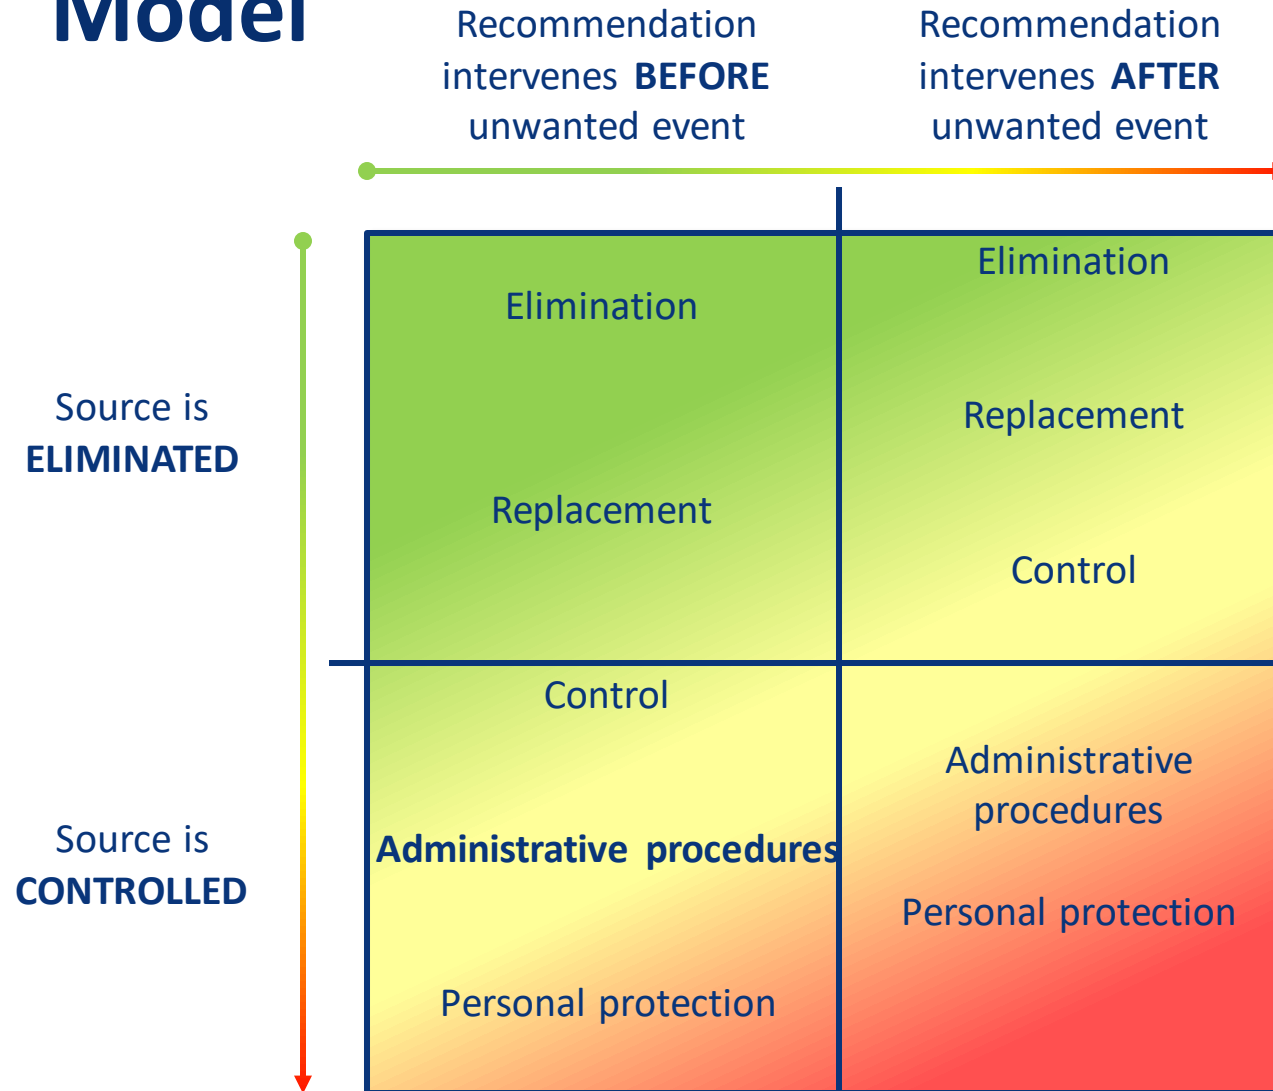 Model
Recommendation
intervenes BEFORE
unwanted event
Recommendation
intervenes AFTER
unwanted event
Source is
ELIMINATED
Source is
CONTROLLED
Elimination
Replacement
Elimination
Replacement
Control
Control
Administrative procedures
Personal protection
Administrative
procedures
Personal protection